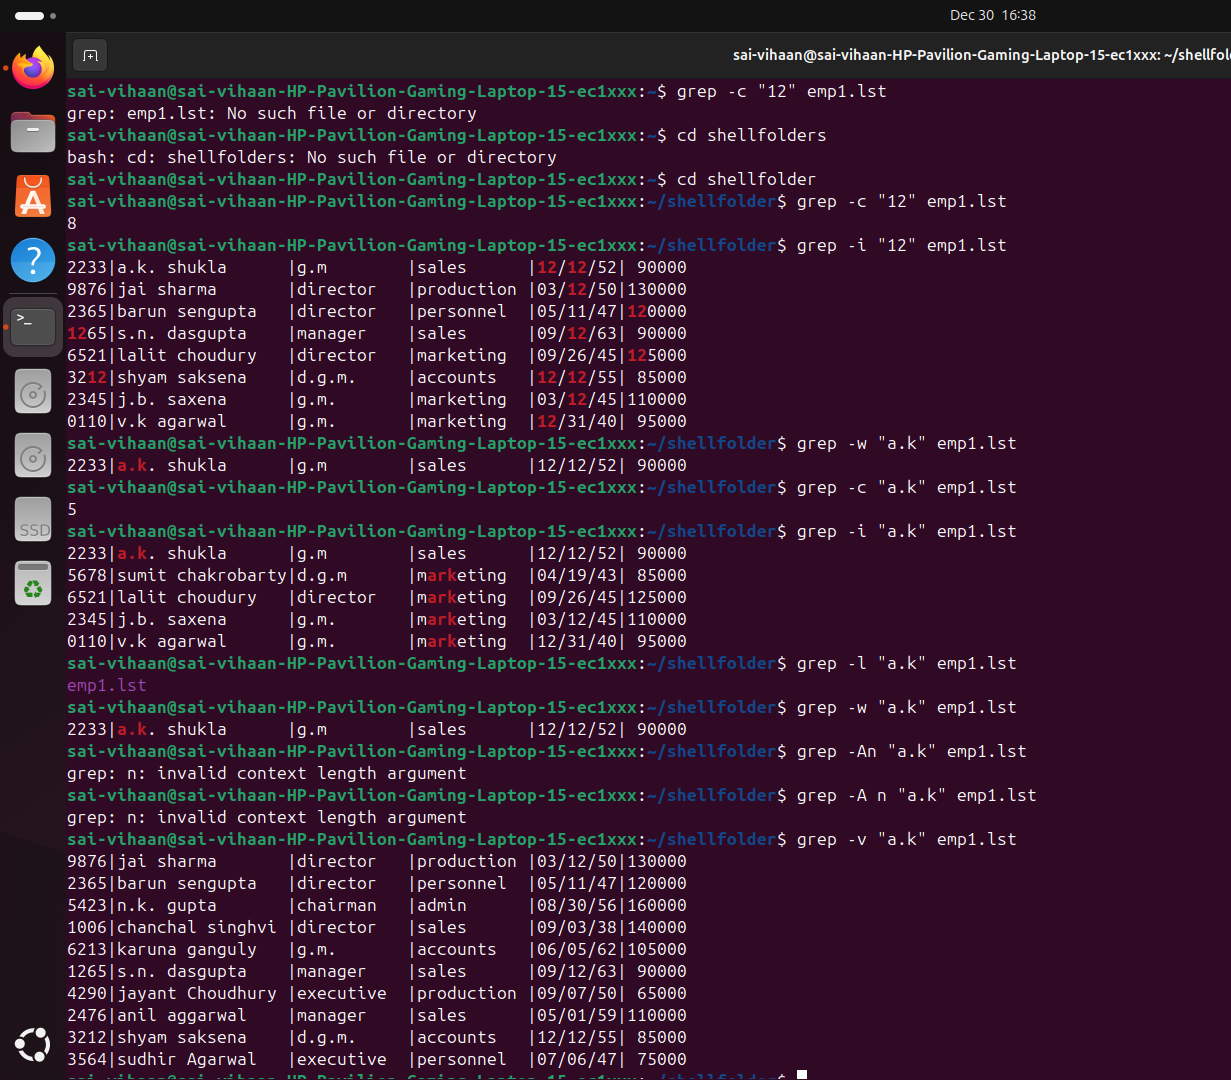 Dec 30 16:38
sai-vihaan@sai-vihaan-HP-Pavilion-Gaming-Laptop-15-ec1xxx: ~/shellfol
sai-vihaan@sai-vihaan-HP-Pavilion-Gaming-Laptop-15-ec1xxx:~$ grep -c "12" emp1.lst
grep: emp1.lst: No such file or directory
sai-vihaan@sai-vihaan-HP-Pavilion-Gaming-Laptop-15-ec1xxx:~$ cd shellfolders
bash: cd: shellfolders: No such file or directory
sai-vihaan@sai-vihaan-HP-Pavilion-Gaming-Laptop-15-ec1xxx:~$ cd shellfolder
sai-vihaan@sai-vihaan-HP-Pavilion-Gaming-Laptop-15-ec1xxx:~/shellfolder$ grep -c "12" emp1.lst
8
sai-vihaan@sai-vihaan-HP-Pavilion-Gaming-Laptop-15-ec1xxx:~/shellfolder$ grep -i "12" emp1.lst
2233|a.k. shukla      |g.m        |sales      |12/12/52| 90000
9876|jai sharma       |director   |production |03/12/50|130000
2365|barun sengupta   |director   |personnel  |05/11/47|120000
1265|s.n. dasgupta    |manager    |sales      |09/12/63| 90000
6521|lalit choudury   |director   |marketing  |09/26/45|125000
3212|shyam saksena    |d.g.m.     |accounts   |12/12/55| 85000
2345|j.b. saxena      |g.m.       |marketing  |03/12/45|110000
0110|v.k agarwal      |g.m.       |marketing  |12/31/40| 95000
sai-vihaan@sai-vihaan-HP-Pavilion-Gaming-Laptop-15-ec1xxx:~/shellfolder$ grep -w "a.k" emp1.lst
2233|a.k. shukla      |g.m        |sales      |12/12/52| 90000
sai-vihaan@sai-vihaan-HP-Pavilion-Gaming-Laptop-15-ec1xxx:~/shellfolder$ grep -c "a.k" emp1.lst
5
sai-vihaan@sai-vihaan-HP-Pavilion-Gaming-Laptop-15-ec1xxx:~/shellfolder$ grep -i "a.k" emp1.lst
2233|a.k. shukla      |g.m        |sales      |12/12/52| 90000
5678|sumit chakrobarty|d.g.m      |marketing  |04/19/43| 85000
6521|lalit choudury   |director   |marketing  |09/26/45|125000
2345|j.b. saxena      |g.m.       |marketing  |03/12/45|110000
0110|v.k agarwal      |g.m.       |marketing  |12/31/40| 95000
sai-vihaan@sai-vihaan-HP-Pavilion-Gaming-Laptop-15-ec1xxx:~/shellfolder$ grep -l "a.k" emp1.lst
emp1.lst
sai-vihaan@sai-vihaan-HP-Pavilion-Gaming-Laptop-15-ec1xxx:~/shellfolder$ grep -w "a.k" emp1.lst
2233|a.k. shukla      |g.m        |sales      |12/12/52| 90000
sai-vihaan@sai-vihaan-HP-Pavilion-Gaming-Laptop-15-ec1xxx:~/shellfolder$ grep -An "a.k" emp1.lst
grep: n: invalid context length argument
sai-vihaan@sai-vihaan-HP-Pavilion-Gaming-Laptop-15-ec1xxx:~/shellfolder$ grep -A n "a.k" emp1.lst
grep: n: invalid context length argument
sai-vihaan@sai-vihaan-HP-Pavilion-Gaming-Laptop-15-ec1xxx:~/shellfolder$ grep -v "a.k" emp1.lst
9876|jai sharma       |director   |production |03/12/50|130000
2365|barun sengupta   |director   |personnel  |05/11/47|120000
5423|n.k. gupta       |chairman   |admin      |08/30/56|160000
1006|chanchal singhvi |director   |sales      |09/03/38|140000
6213|karuna ganguly   |g.m.       |accounts   |06/05/62|105000
1265|s.n. dasgupta    |manager    |sales      |09/12/63| 90000
4290|jayant Choudhury |executive  |production |09/07/50| 65000
2476|anil aggarwal    |manager    |sales      |05/01/59|110000
3212|shyam saksena    |d.g.m.     |accounts   |12/12/55| 85000
3564|sudhir Agarwal   |executive  |personnel  |07/06/47| 75000
sai-vihaan@sai-vihaan-HP-Pavilion-Gaming-Laptop-15-ec1xxx:~/shellfolder$
SSD